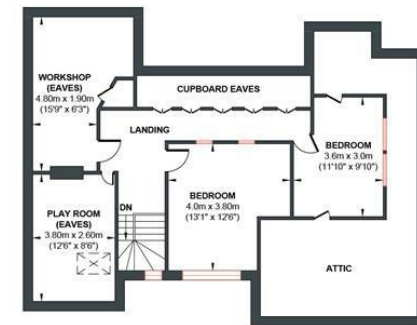 WORKSHOP
(EAVES)
4.80m x 1.90m
(15'9" x 6'3")
CUPBOARD EAVES
LANDING
BEDROOM
3.6m x 3.0m
(11'10" x 9'10")
BEDROOM
4.0m x 3.80m
(13'1" x 12'6")
DN
PLAY ROOM
(EAVES)
3.80m x 2.60m
(12'6" x 8'6")
ATTIC